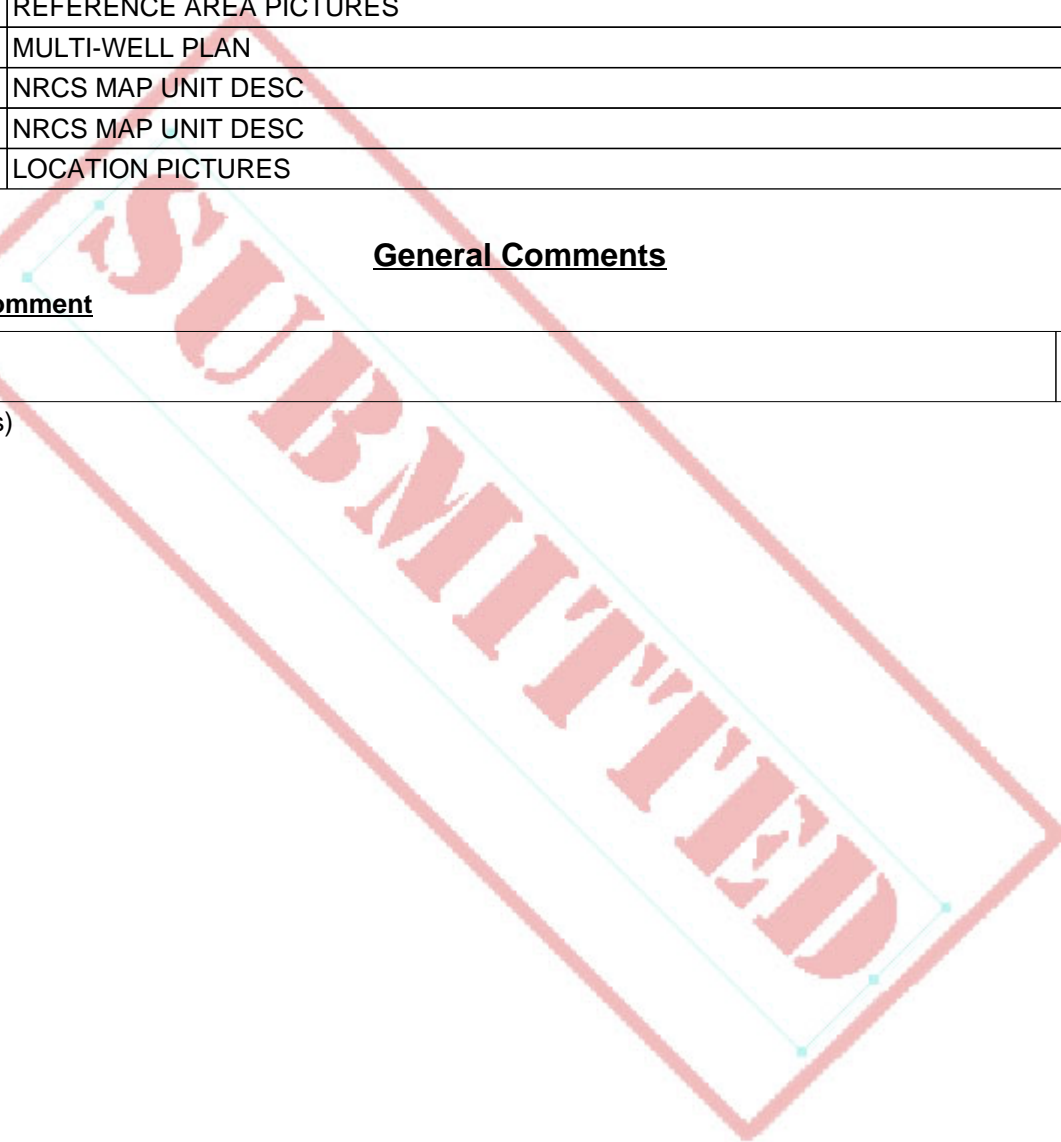 REFERENCE AREA PICTURES
MULTI-WELL PLAN
NRCS MAP UNIT DESC
NRCS MAP UNIT DESC
LOCATION PICTURES
General Comments
omment
s)
SUBMITTED